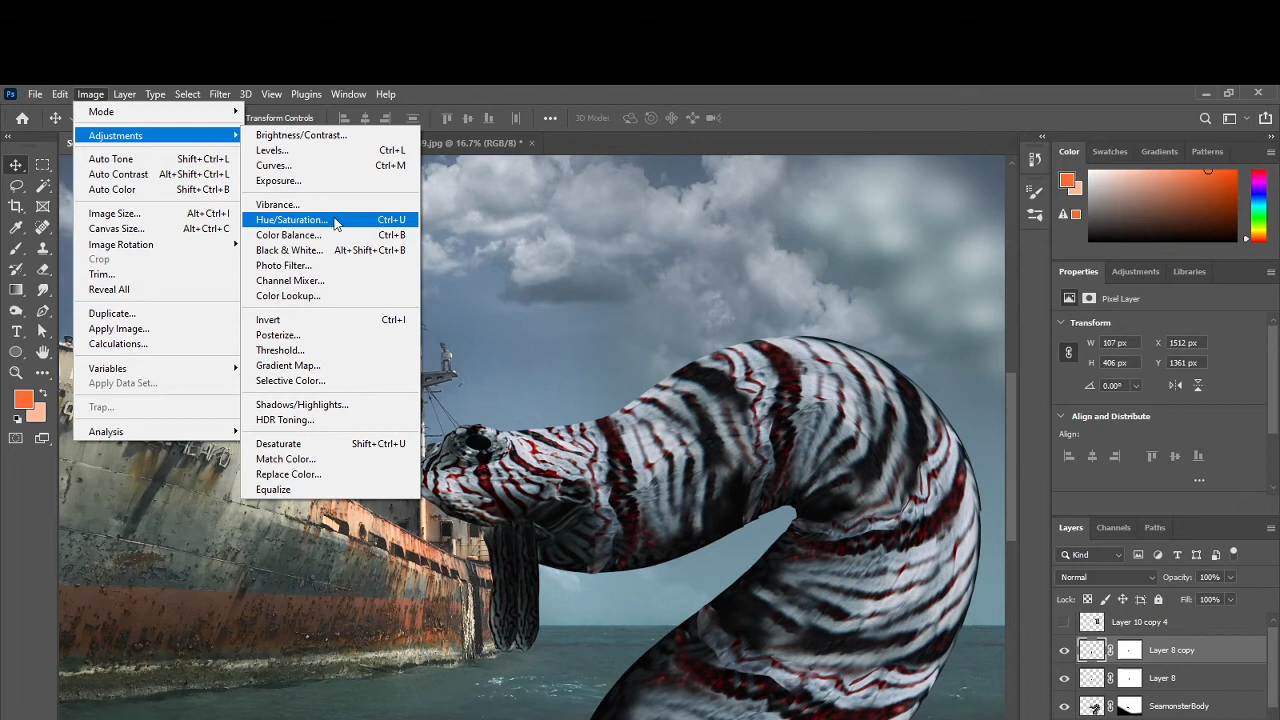 Ps File Edit Image Layer Type Select Filter 3D View Plugins Window Help
Transform Controls
3D Mode:
9.jpg @ 16.7% (RGB/8) * ×
Mode
Adjustments
Auto Tone Shift+Ctrl+L
Auto Contrast Alt+Shift+Ctrl+L
Auto Color Shift+Ctrl+B
Image Size... Alt+Ctrl+I
Canvas Size... Alt+Ctrl+C
Image Rotation
Crop
Trim...
Reveal All
Duplicate...
Apply Image...
Calculations...
Variables
Apply Data Set...
Trap...
Analysis
Brightness/Contrast...
Levels... Ctrl+L
Curves... Ctrl+M
Exposure...
Vibrance...
Hue/Saturation... Ctrl+U
Color Balance... Ctrl+B
Black & White... Alt+Shift+Ctrl+B
Photo Filter...
Channel Mixer...
Color Lookup...
Invert Ctrl+I
Posterize...
Threshold...
Gradient Map...
Selective Color...
Shadows/Highlights...
HDR Toning...
Desaturate Shift+Ctrl+U
Match Color...
Replace Color...
Equalize
Color Swatches Gradients Patterns
Properties Adjustments Libraries
Pixel Layer
Transform
W 107 px X 1512 px
H 406 px Y 1361 px
0.00°
Align and Distribute
Align:
Layers Channels Paths
Kind
Normal Opacity: 100%
Lock: Fill: 100%
Layer 10 copy 4
Layer 8 copy
Layer 8
SeamonsterBody